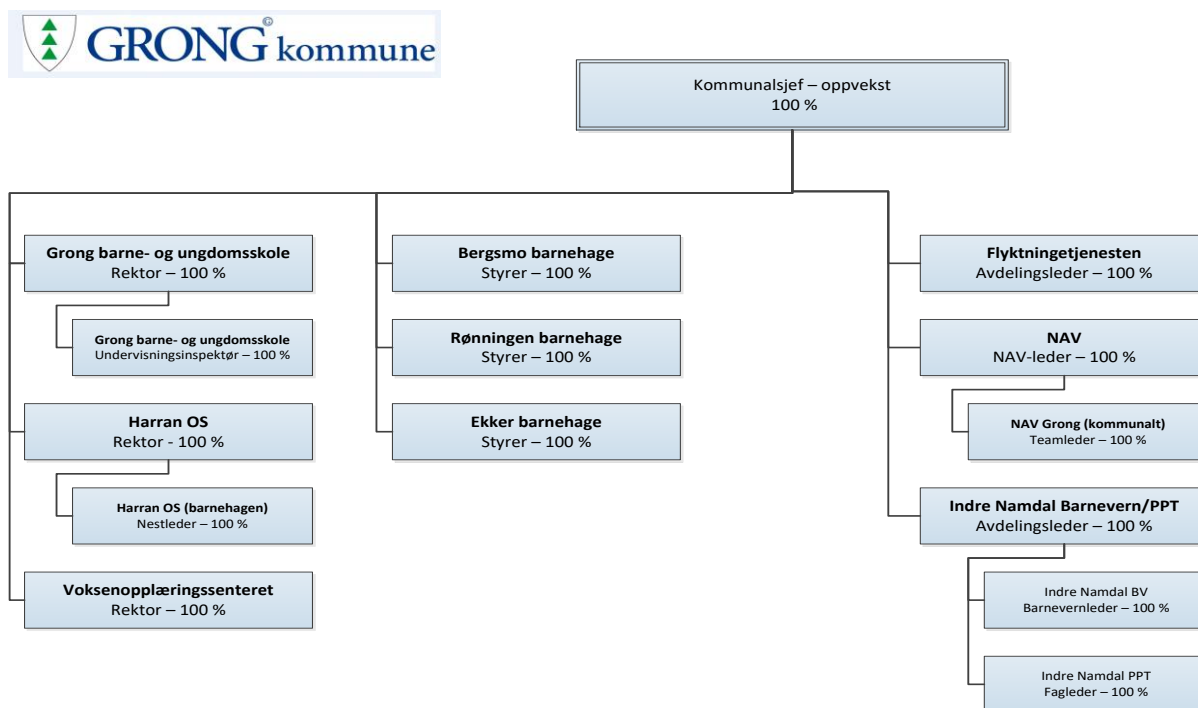 GRONG kommune
Kommunalsjef – oppvekst
100 %
Grong barne- og ungdomsskole
Rektor – 100 %
Grong barne- og ungdomsskole
Undervisningsinspektør – 100 %
Harran OS
Rektor - 100 %
Harran OS (barnehagen)
Nestleder – 100 %
Voksenopplæringssenteret
Rektor – 100 %
Bergsmo barnehage
Styrer – 100 %
Rønningen barnehage
Styrer – 100 %
Ekker barnehage
Styrer – 100 %
Flyktningetjenesten
Avdelingsleder – 100 %
NAV
NAV-leder – 100 %
NAV Grong (kommunalt)
Teamleder – 100 %
Indre Namdal Barnevern/PPT
Avdelingsleder – 100 %
Indre Namdal BV
Barnevernleder – 100 %
Indre Namdal PPT
Fagleder – 100 %